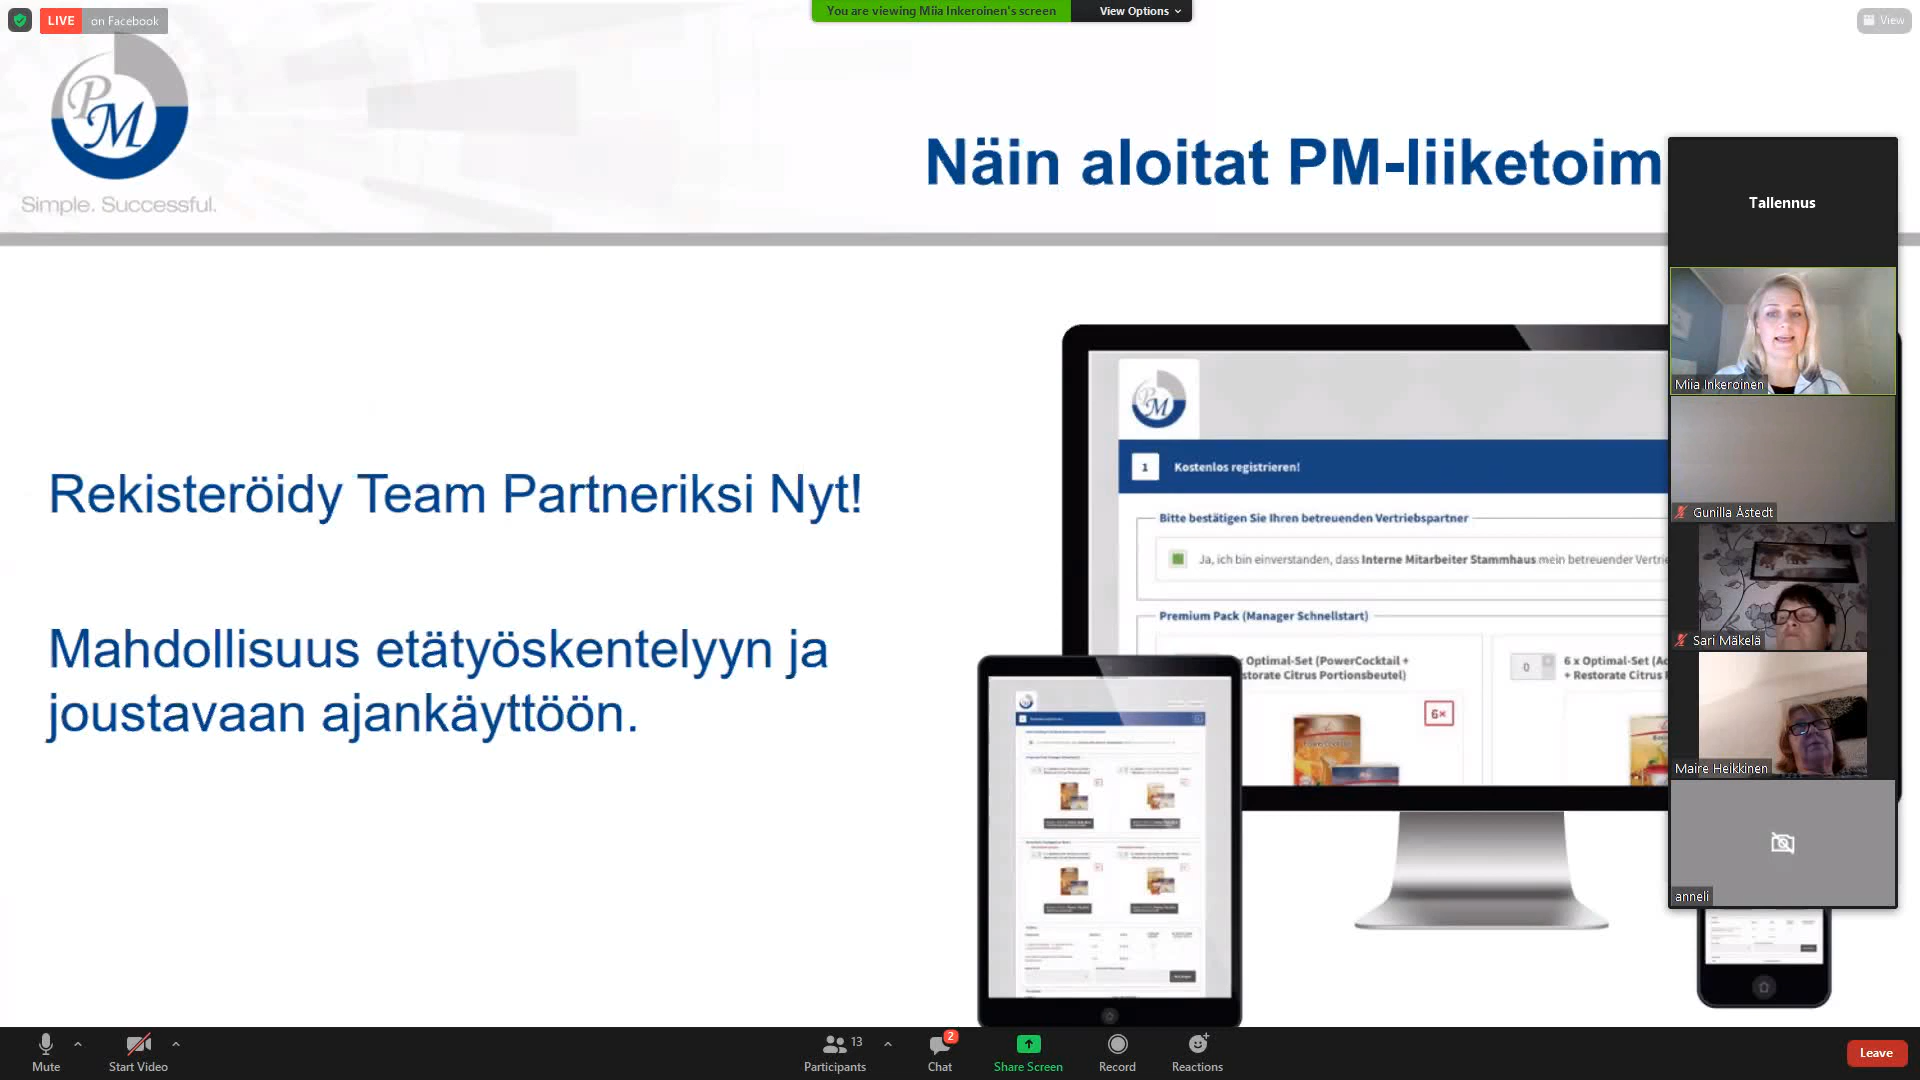 LIVE on Facebook
You are viewing Miia Inkeroinen's screen
View Options
View
PM
Simple. Successful.
Näin aloitat PM-liiketoim
Tallennus
Miia Inkeroinen
Gunilla Åstedt
Sari Mäkelä
Maire Heikkinen
anneli
Rekisteröidy Team Partneriksi Nyt!
Mahdollisuus etätyöskentelyyn ja
joustavaan ajankäyttöön.
PM
1 Kostenlos registrieren!
Bitte bestätigen Sie Ihren betreuenden Vertriebspartner
Ja, ich bin einverstanden, dass Interne Mitarbeiter Stammhaus mein betreuender Vertrie
Premium Pack (Manager Schnellstart)
x Optimal-Set (PowerCocktail +
storate Citrus Portionsbeutel)
6x
0
6 x Optimal-Set (Ac
+ Restorate Citrus
Mute
Start Video
Participants
13
Chat
2
Share Screen
Record
Reactions
Leave